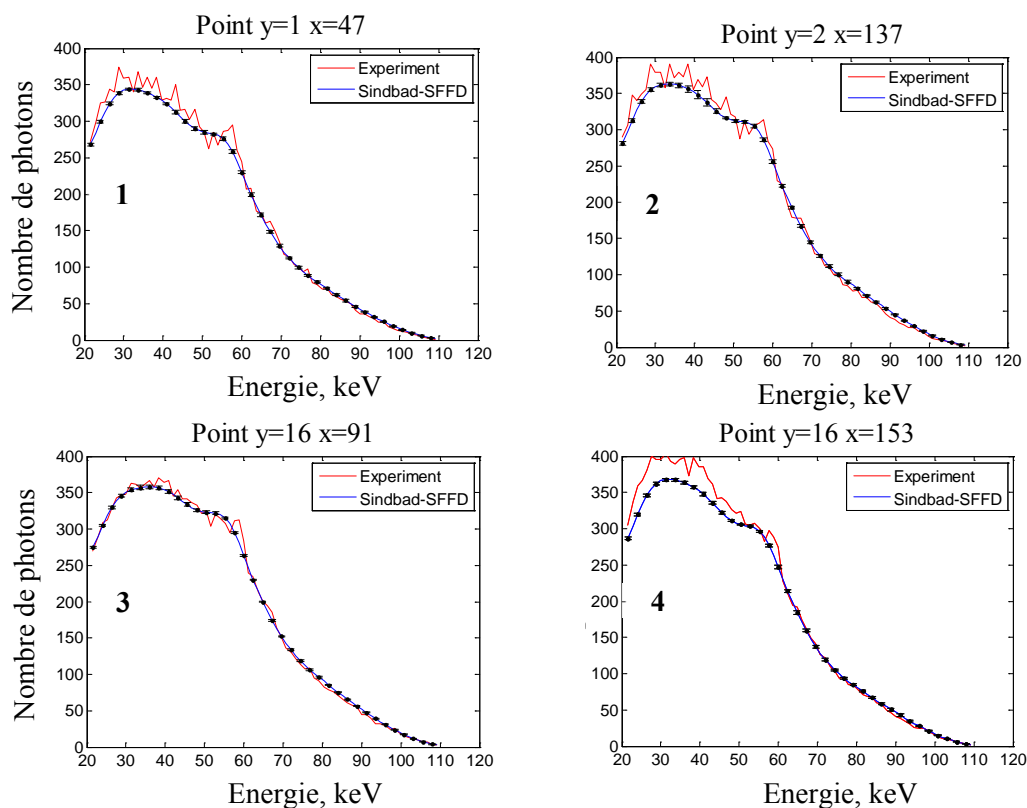 Point y=1 x=47
Nombre de photons
400
350
300
250
200
150
100
50
0
Experiment
Sindbad-SFFD
1
20 30 40 50 60 70 80 90 100 110 120
Energie, keV
Point y=2 x=137
400
350
300
250
200
150
100
50
0
Experiment
Sindbad-SFFD
2
20 30 40 50 60 70 80 90 100 110 120
Energie, keV
Point y=16 x=91
Nombre de photons
400
350
300
250
200
150
100
50
0
Experiment
Sindbad-SFFD
3
20 30 40 50 60 70 80 90 100 110 120
Energie, keV
Point y=16 x=153
400
350
300
250
200
150
100
50
0
Experiment
Sindbad-SFFD
4
20 30 40 50 60 70 80 90 100 110 120
Energie, keV